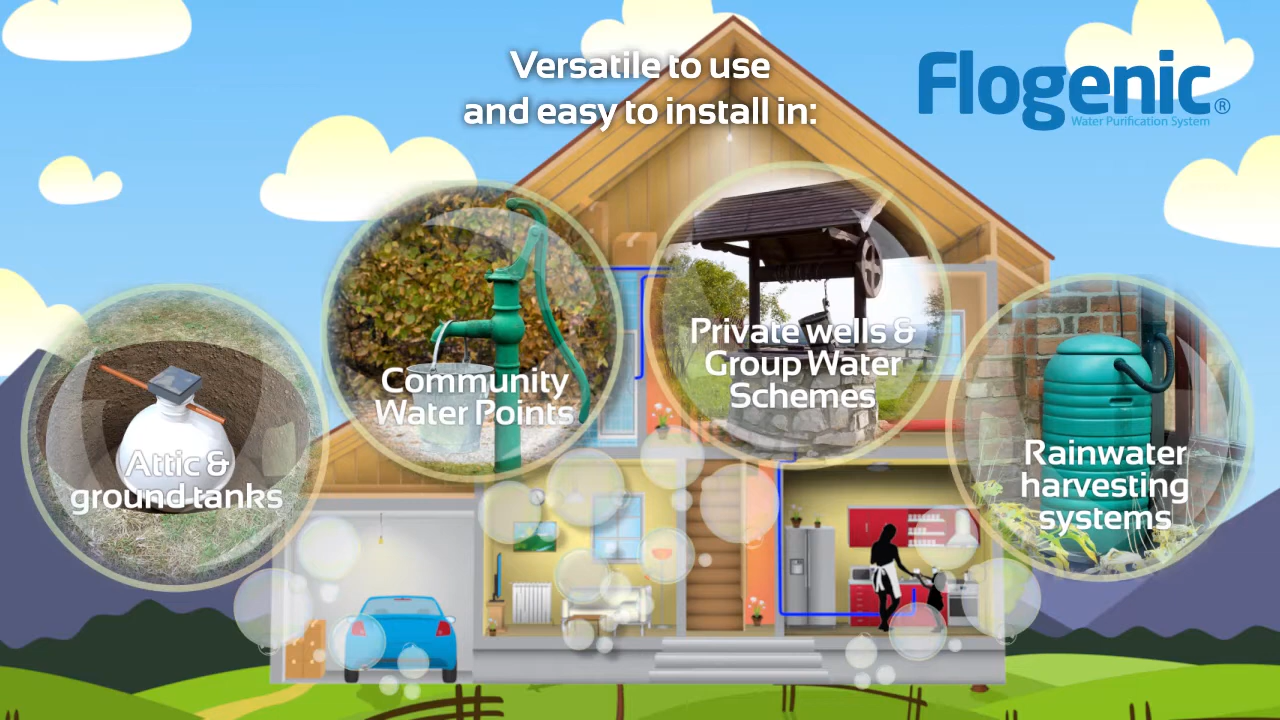 Versatile to use
and easy to install in:
Flogenic®
Water Purification System
Community
Water Points
Private wells &
Group Water
Schemes
Attic &
ground tanks
Rainwater
harvesting
systems